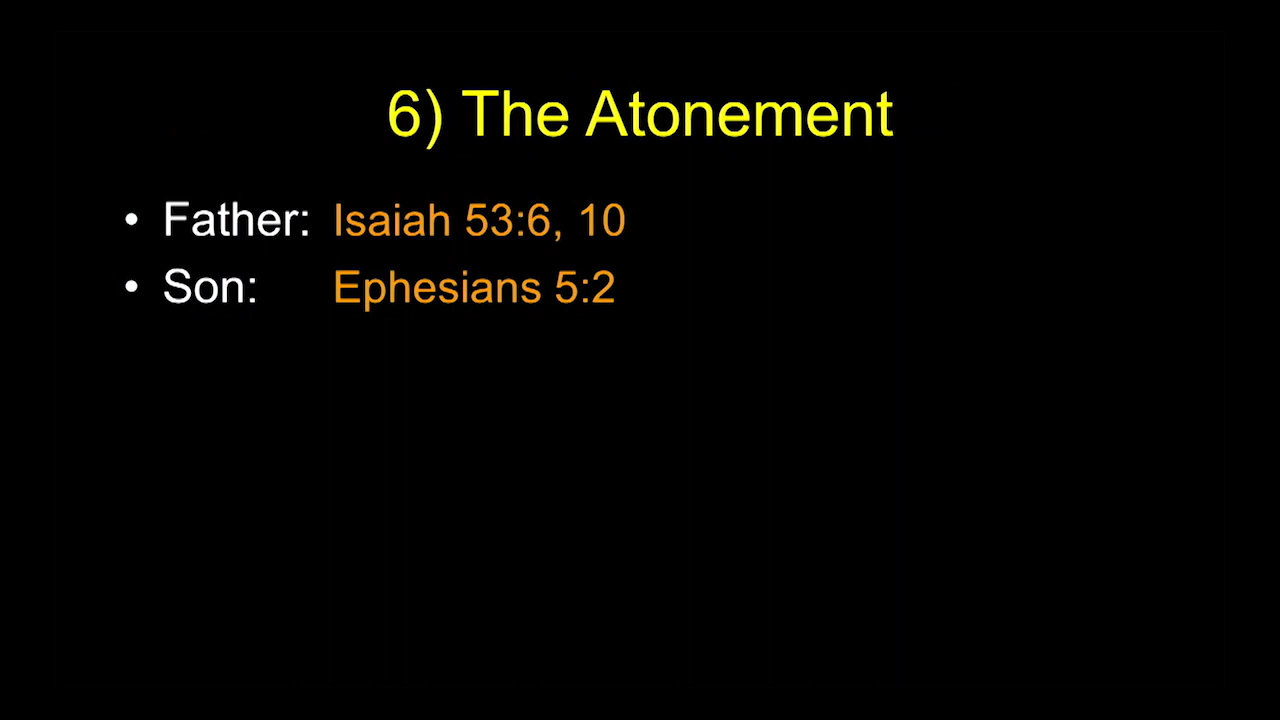 6) The Atonement
• Father: Isaiah 53:6, 10
• Son: Ephesians 5:2